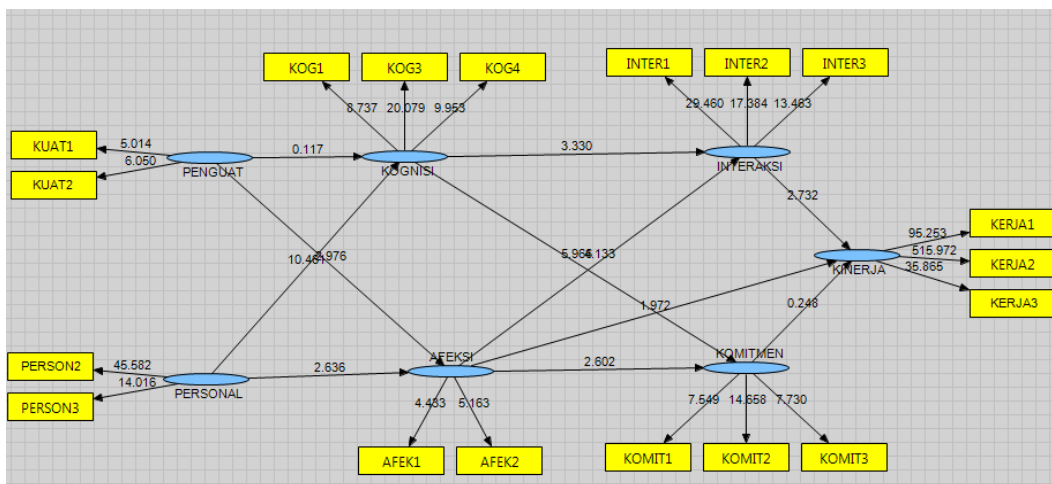 KOG1 KOG3 KOG4
INTER1 INTER2 INTER3
8.737 20.079 9.953
29.460 17.384 13.483
KUAT1 5.014
6.050
KUAT2
PENGUAT 0.117 KOGNISI 3.330 INTERAKSI
2.732
KERJA1
95.253
515.972 KERJA2
KINERJA 35.865
KERJA3
1.972
0.248
PERSON2 45.582
14.016
PERSON3
PERSONAL 2.636 AFEKSI 2.602 KOMITMEN
4.433 5.163
7.549 14.658 7.730
AFEK1 AFEK2
KOMIT1 KOMIT2 KOMIT3